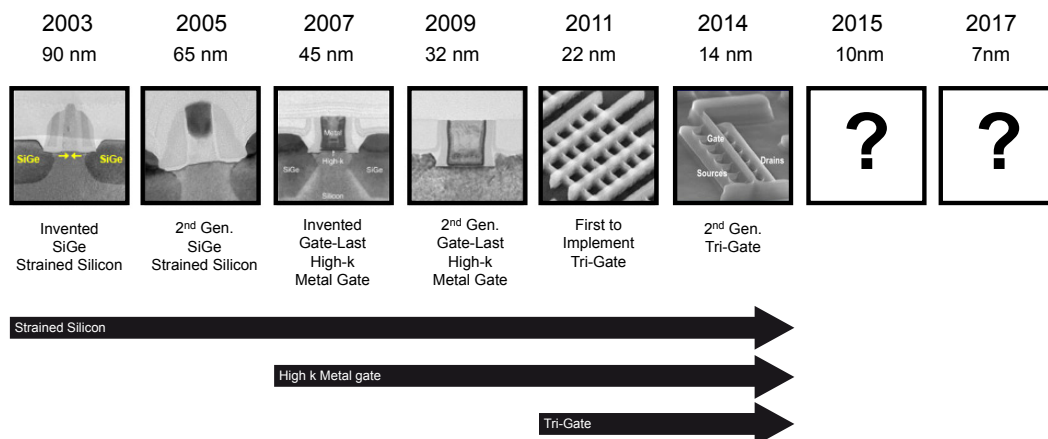 2003 2005 2007 2009 2011 2014 2015 2017
90 nm 65 nm 45 nm 32 nm 22 nm 14 nm 10nm 7nm
SiGe SiGe
Metal
High-k
SiGe SiGe
Silicon
Gate
Sources
Drains
?
?
Invented
SiGe
Strained Silicon
2nd Gen.
SiGe
Strained Silicon
Invented
Gate-Last
High-k
Metal Gate
2nd Gen.
Gate-Last
High-k
Metal Gate
First to
Implement
Tri-Gate
2nd Gen.
Tri-Gate
Strained Silicon
High k Metal gate
Tri-Gate